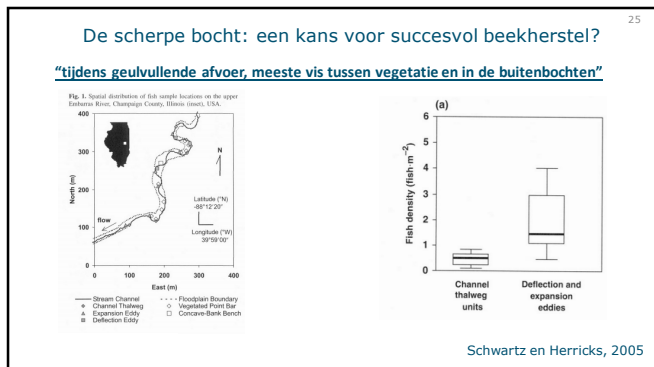 25
De scherpe bocht: een kans voor succesvol beekherstel?
“tijdens geulvullende afvoer, meeste vis tussen vegetatie en in de buitenbochten”
Fig. 1. Spatial distribution of fish sample locations on the upper
Embarras River, Champaign County, Illinois (inset), USA.
400
300
200
100
0
North (m)
N
Latitude (°N)
-88°12'20"
Longitude (°W)
39°59'00"
flow
0 100 200 300 400
East (m)
Stream Channel
Floodplain Boundary
Channel Thalweg
Vegetated Point Bar
Expansion Eddy
Concave-Bank Bench
Deflection Eddy
(a)
6
5
4
3
2
1
0
Fish density (fish·m⁻²)
Channel
thalweg
units
Deflection and
expansion
eddies
Schwartz en Herricks, 2005